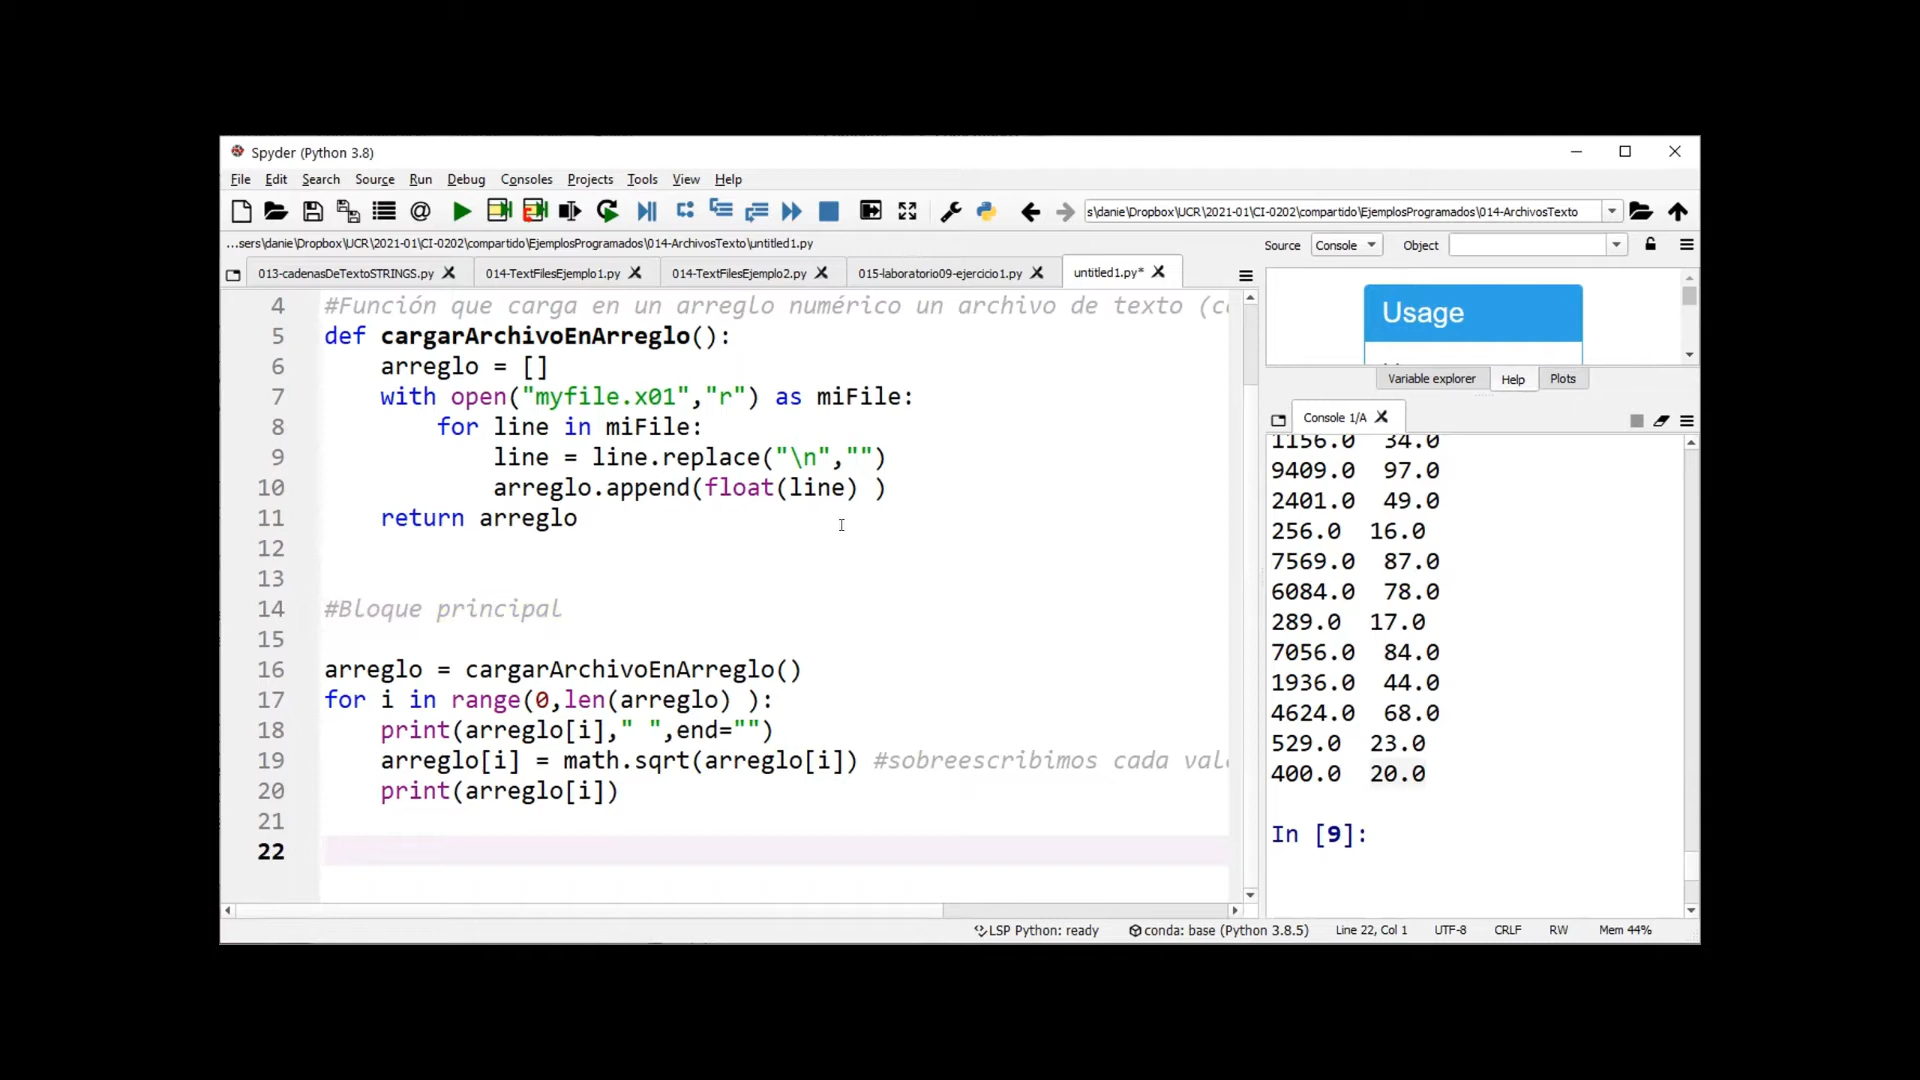 Spyder (Python 3.8)
File Edit Search Source Run Debug Consoles Projects Tools View Help
s\danie\Dropbox\UCR\2021-01\CI-0202\compartido\EjemplosProgramados\014-ArchivosTexto
...sers\danie\Dropbox\UCR\2021-01\CI-0202\compartido\EjemplosProgramados\014-ArchivosTexto\untitled1.py
013-cadenasDeTextoSTRINGS.py 014-TextFilesEjemplo1.py 014-TextFilesEjemplo2.py 015-laboratorio09-ejercicio1.py untitled1.py*
4 #Función que carga en un arreglo numérico un archivo de texto
5 def cargarArchivoEnArreglo():
6 arreglo = []
7 with open("myfile.x01","r") as miFile:
8 for line in miFile:
9 line = line.replace("\n","")
10 arreglo.append(float(line) )
11 return arreglo
12
13
14 #Bloque principal
15
16 arreglo = cargarArchivoEnArreglo()
17 for i in range(0,len(arreglo) ):
18 print(arreglo[i]," ",end="")
19 arreglo[i] = math.sqrt(arreglo[i]) #sobreescribimos cada
20 print(arreglo[i])
21
22
Source Console Object
Usage
Variable explorer Help Plots
Console 1/A
1156.0 34.0
9409.0 97.0
2401.0 49.0
256.0 16.0
7569.0 87.0
6084.0 78.0
289.0 17.0
7056.0 84.0
1936.0 44.0
4624.0 68.0
529.0 23.0
400.0 20.0
In [9]:
LSP Python: ready conda: base (Python 3.8.5) Line 22, Col 1 UTF-8 CRLF RW Mem 44%